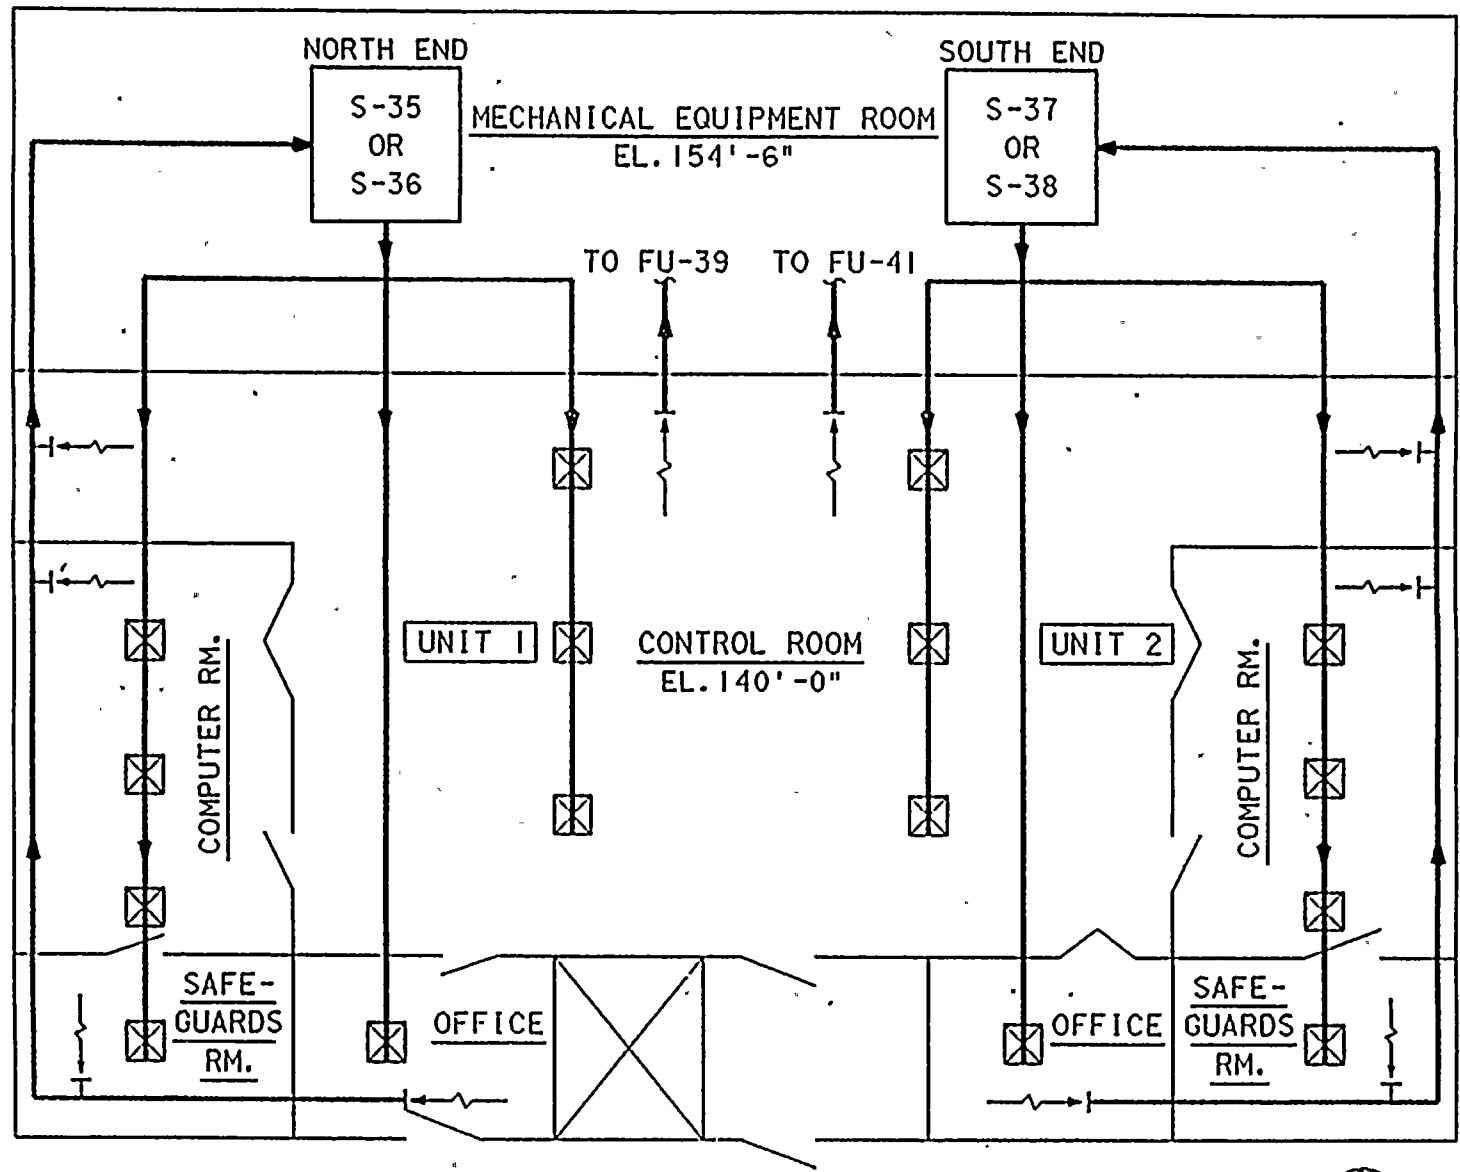 NORTH END
SOUTH END
S-35
OR
S-36
MECHANICAL EQUIPMENT ROOM
EL. 154'-6"
S-37
OR
S-38
TO FU-39
TO FU-41
UNIT 1
CONTROL ROOM
EL. 140'-0"
UNIT 2
COMPUTER RM.
COMPUTER RM.
SAFE-
GUARDS
RM.
OFFICE
OFFICE
SAFE-
GUARDS
RM.